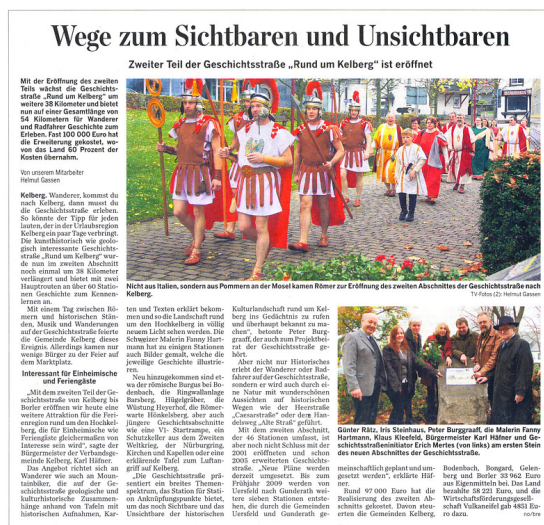 Wege zum Sichtbaren und Unsichtbaren
Zweiter Teil der Geschichtsstraße „Rund um Kelberg“ ist eröffnet
Mit der Eröffnung des zweiten
Teils wächst die Geschichts-
straße „Rund um Kelberg“ um
weitere 38 Kilometer und bietet
nun auf einer Gesamtlänge von
54 Kilometern für Wanderer
und Radfahrer Geschichte zum
Erleben. Fast 100 000 Euro hat
die Erweiterung gekostet, wo-
von das Land 60 Prozent der
Kosten übernahm.
Von unserem Mitarbeiter
Helmut Gassen
Kelberg. Wanderer, kommst du
nach Kelberg, dann musst du
die Geschichtsstraße erleben.
So könnte der Tipp für jeden
lauten, der in der Urlaubsregion
Kelberg ein paar Tage verbringt.
Die kunsthistorisch wie geolo-
gisch interessante Geschichts-
straße „Rund um Kelberg“ wur-
de nun im zweiten Abschnitt
noch einmal um 38 Kilometer
verlängert und bietet mit zwei
Hauptrouten an über 60 Statio-
nen Geschichte zum Kennen-
lernen an.
Mit einem Tag zwischen Rö-
mern und historischen Stän-
den, Musik und Wanderungen
auf der Geschichtsstraße feierte
die Gemeinde Kelberg dieses
Ereignis. Allerdings kamen nur
wenige Bürger zu der Feier auf
dem Marktplatz.
Interessant für Einheimische
und Feriengäste
„Mit dem zweiten Teil der Ge-
schichtsstraße von Kelberg bis
Borler eröffnen wir heute eine
weitere Attraktion für die Feri-
enregion rund um den Hochkel-
berg, die für Einheimische wie
Feriengäste gleichermaßen von
Interesse sein wird“, sagte der
Bürgermeister der Verbandsge-
meinde Kelberg, Karl Häfner.
Das Angebot richtet sich an
Wanderer wie auch an Moun-
tainbiker, die auf der Ge-
schichtsstraße geologische und
kulturhistorische Zusammen-
hänge anhand von Tafeln mit
historischen Aufnahmen, Kar-
Nicht aus Italien, sondern aus Pommern an der Mosel kamen Römer zur Eröffnung des zweiten Abschnittes der Geschichtsstraße nach
Kelberg.
TV-Fotos (2): Helmut Gassen
ten und Texten erklärt bekom-
men und so die Landschaft rund
um den Hochkelberg in völlig
neuem Licht sehen werden. Die
Schweizer Malerin Fanny Hart-
mann hat zu einigen Stationen
auch Bilder gemalt, welche die
jeweilige Geschichte illustrie-
ren.
Neu hinzugekommen sind et-
wa der römische Burgus bei Bo-
denbach, die Ringwallanlage
Barsberg, Hügelgräber, die
Wüstung Heyerhof, die Römer-
warte Hönkelsberg, aber auch
jüngere Geschichtsabschnitte
wie eine V1- Startrampe, ein
Schutzkeller aus dem Zweiten
Weltkrieg, der Nürburgring,
Kirchen und Kapellen oder eine
erklärende Tafel zum Luftan-
griff auf Kelberg.
„Die Geschichtsstraße prä-
sentiert ein breites Themen-
spektrum, das Station für Stati-
on Anknüpfungspunkte bietet,
um das noch Sichtbare und das
Unsichtbare der historischen
Kulturlandschaft rund um Kel-
berg ins Gedächtnis zu rufen
und überhaupt bekannt zu ma-
chen“, betonte Peter Burg-
graaff, der auch zum Projektbei-
rat der Geschichtsstraße ge-
hört.
Aber nicht nur Historisches
erlebt der Wanderer oder Rad-
fahrer auf der Geschichtsstraße,
sondern er wird auch durch ei-
ne Natur mit wunderschönen
Aussichten auf historischen
Wegen wie der Heerstraße
„Caesarstraße“ oder dem Han-
delsweg „Alte Straß“ geführt.
Mit dem zweiten Abschnitt,
der 46 Stationen umfasst, ist
aber noch nicht Schluss mit der
2001 eröffneten und schon
2005 erweiterten Geschichts-
straße. „Neue Pläne werden
derzeit umgesetzt. Bis zum
Frühjahr 2009 werden von
Uersfeld nach Gunderath wei-
tere sieben Stationen entste-
hen, die durch die Gemeinden
Uersfeld und Gunderath ge-
Günter Rätz, Iris Steinhaus, Peter Burggraaff, die Malerin Fanny
Hartmann, Klaus Kleefeld, Bürgermeister Karl Häfner und Ge-
schichtsstraßeninitiator Erich Mertes (von links) am ersten Stein
des neuen Abschnittes der Geschichtsstraße.
meinschaftlich geplant und um-
gesetzt werden“, erklärte Häf-
ner.
Rund 97 000 Euro hat die
Realisierung des zweiten Ab-
schnittes gekostet. Davon steu-
erten die Gemeinden Kelberg,
Bodenbach, Bongard, Gelen-
berg und Borler 33 962 Euro
aus Eigenmitteln bei. Das Land
bezahlte 58 221 Euro, und die
Wirtschaftsförderungsgesell-
schaft Vulkaneifel gab 4851 Eu-
ro dazu.